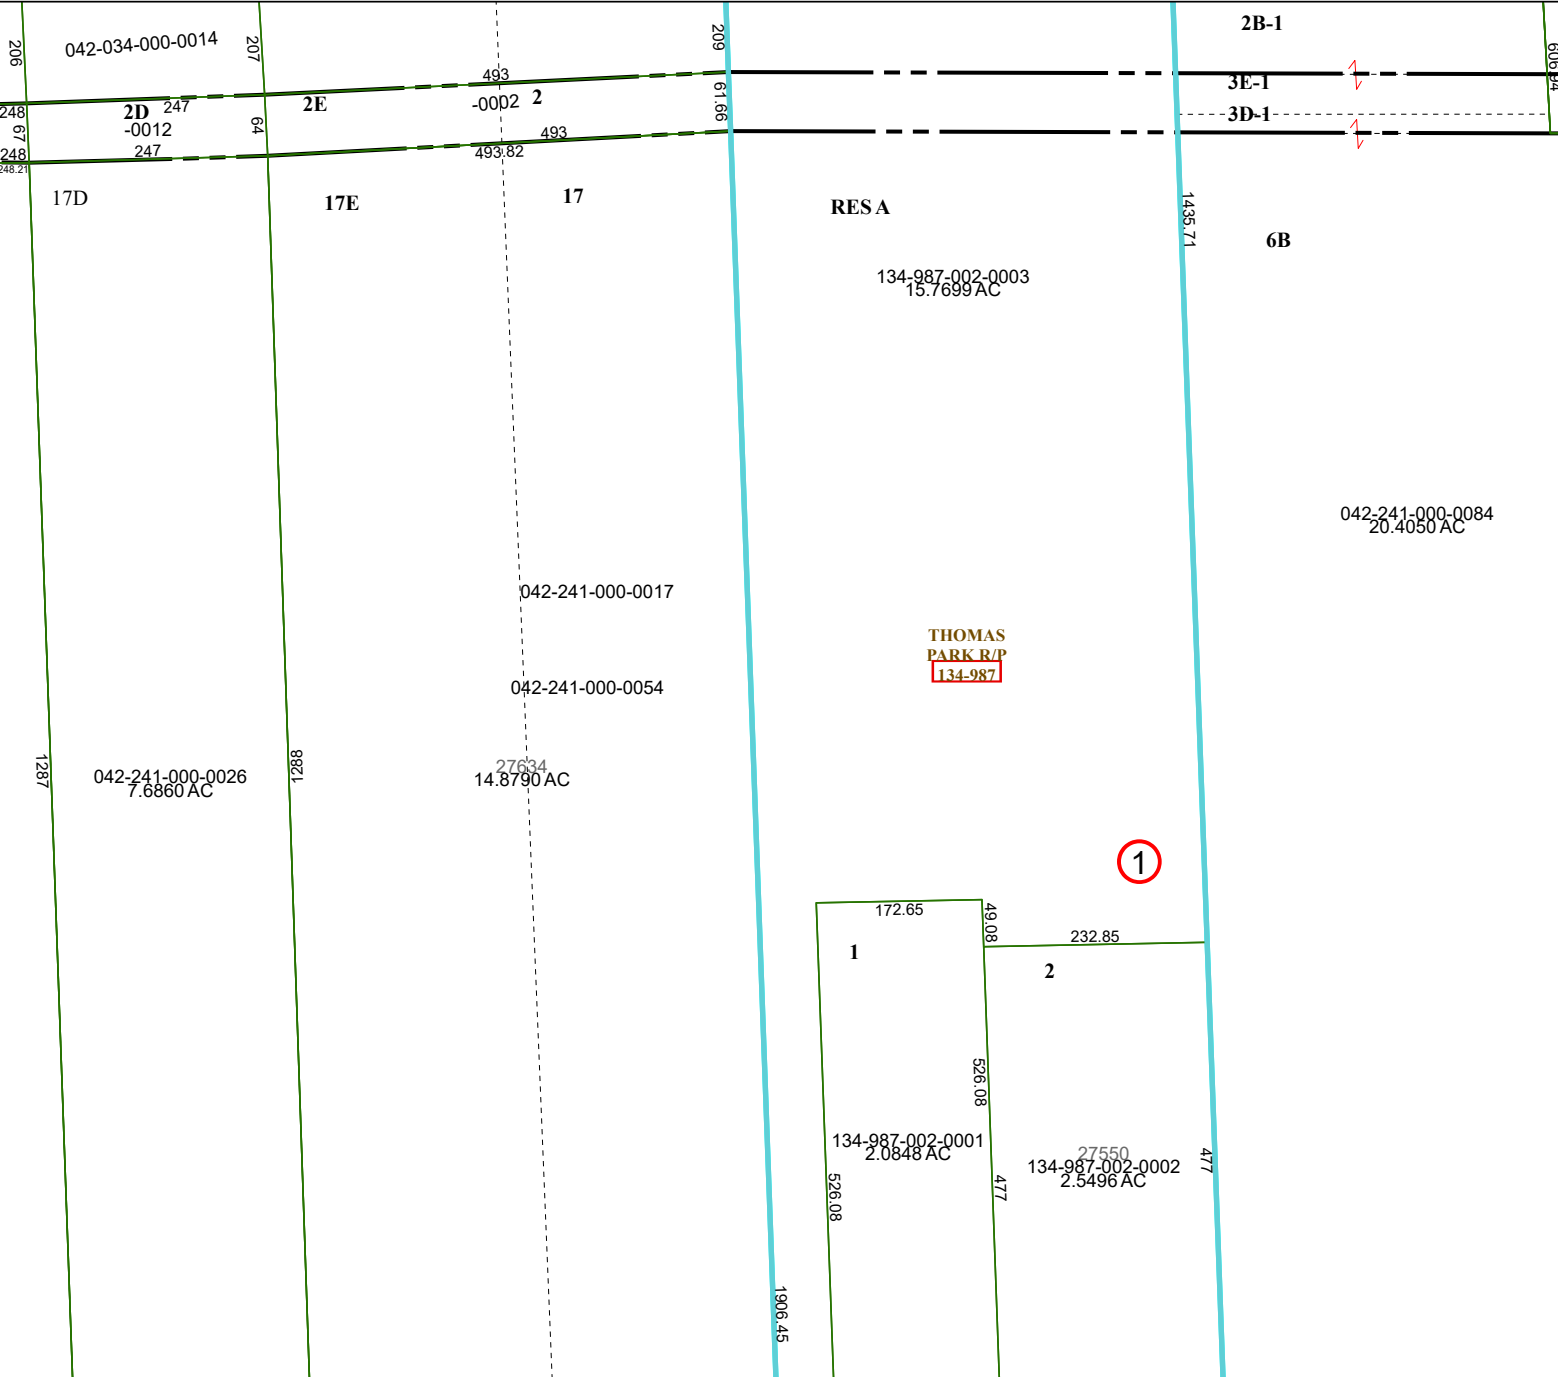 2B-1
206
042-034-000-0014
207
209
606.94
493
3E-1
248
2D
247
2E
-0002
2
61.66
67
-0012
64
493
3D-1
248
247
493.82
248.21
17D
17E
17
RES A
1435.71
6B
134-987-002-0003
15.7699 AC
042-241-000-0084
20.4050 AC
042-241-000-0017
THOMAS
PARK R/P
134-987
042-241-000-0054
1287
042-241-000-0026
7.6860 AC
1288
27634
14.8790 AC
1
172.65
49.08
232.85
1
2
526.08
134-987-002-0001
2.0848 AC
27550
134-987-002-0002
2.5496 AC
477
526.08
477
1906.45